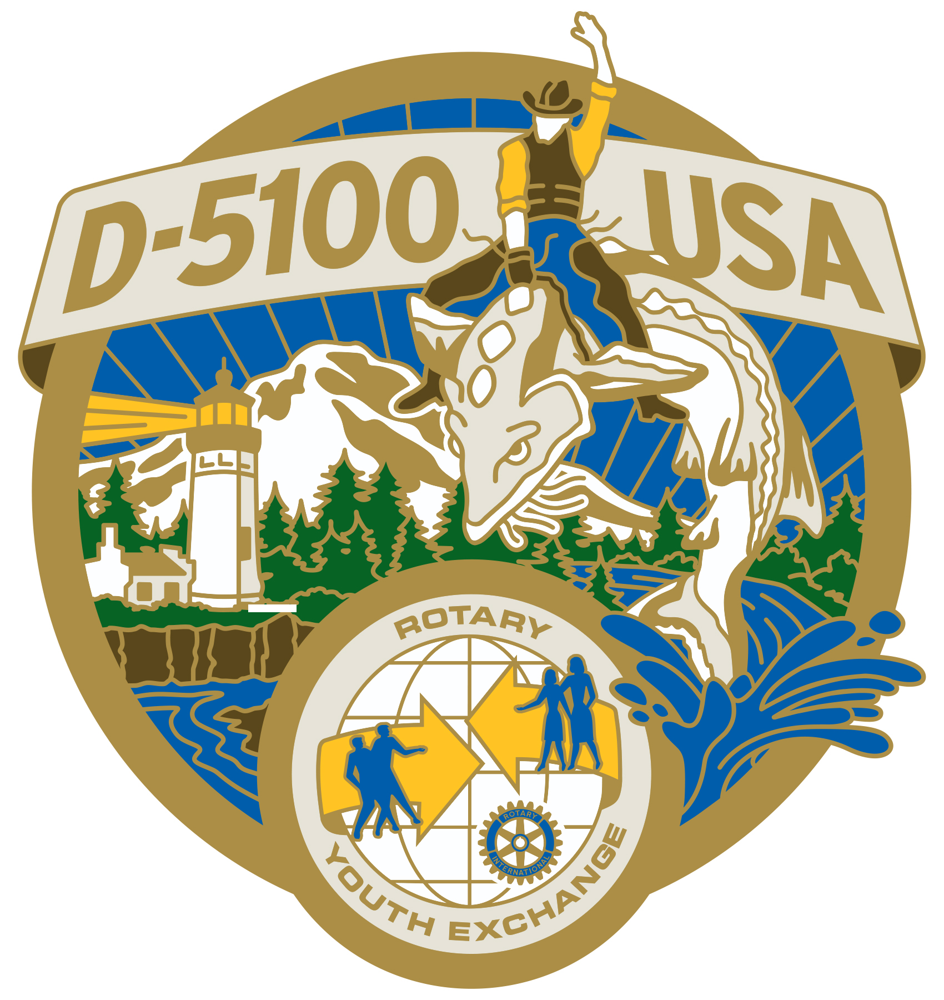 D-5100 USA
ROTARY
ROTARY
INTERNATIONAL
YOUTH EXCHANGE